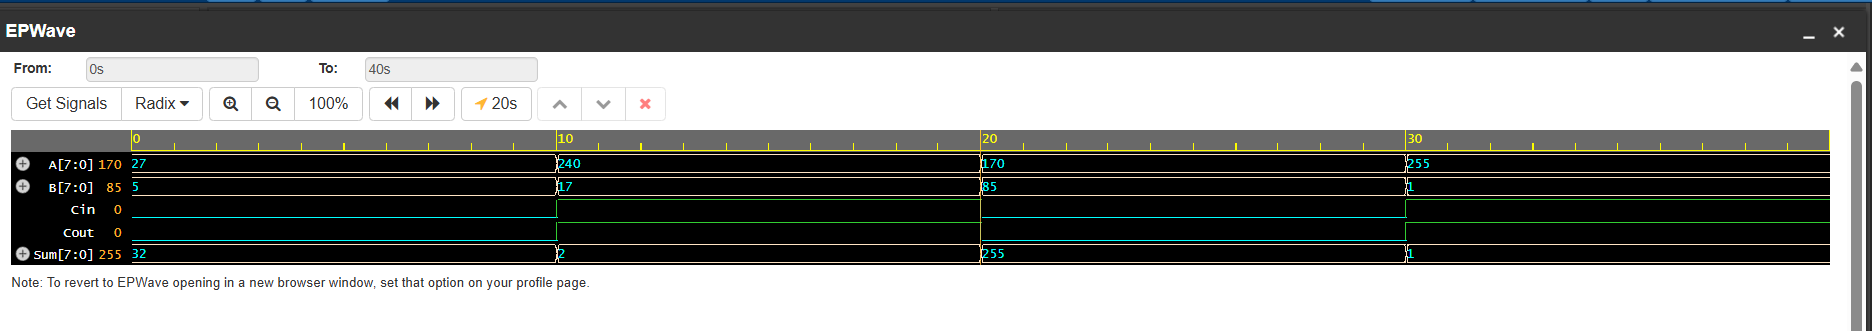 EPWave
From: 0s To: 40s
Get Signals Radix 100% 20s
0 10 20 30
A[7:0] 170 27 240 170 255
B[7:0] 85 5 17 85 1
Cin 0
Cout 0
Sum[7:0] 255 32 2 255 1
Note: To revert to EPWave opening in a new browser window, set that option on your profile page.